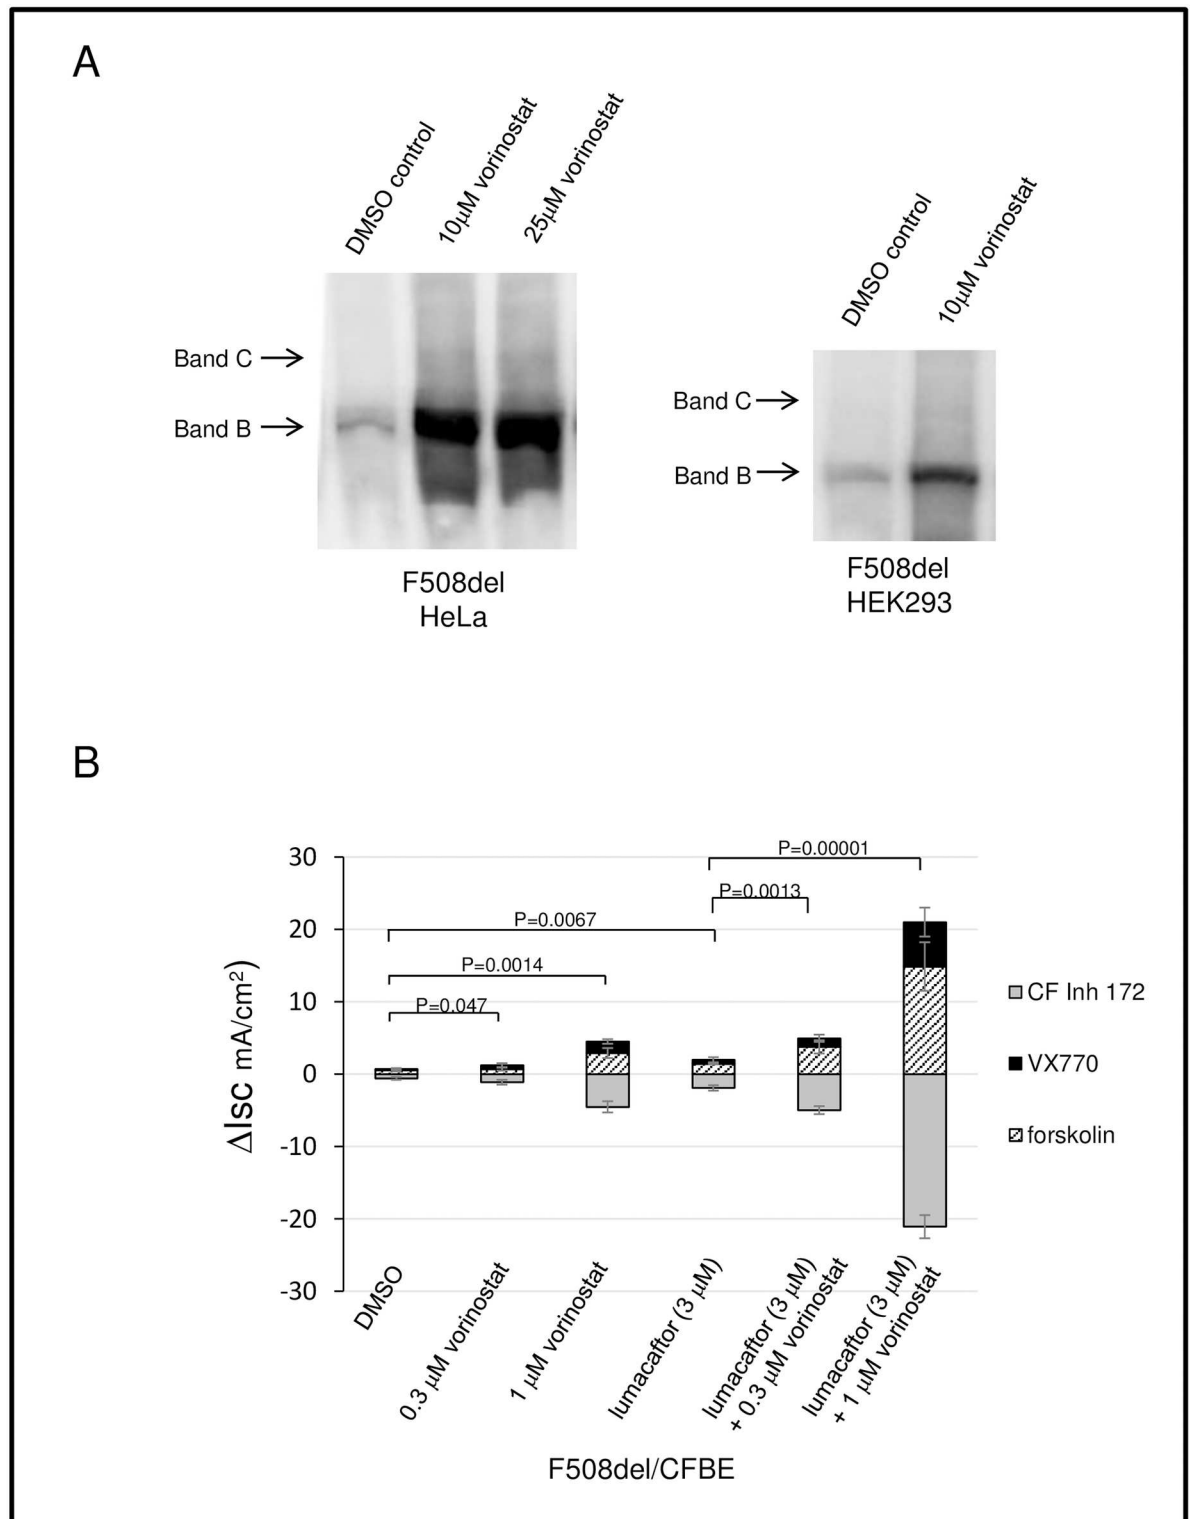 A
DMSO control
10μM vorinostat
25μM vorinostat
Band C
Band B
F508del
HeLa
DMSO control
10μM vorinostat
Band C
Band B
F508del
HEK293
B
ΔIsc mA/cm²)
30
20
10
0
-10
-20
-30
P=0.00001
P=0.0013
P=0.0067
P=0.0014
P=0.047
CF Inh 172
VX770
forskolin
DMSO
0.3 μM vorinostat
1 μM vorinostat
lumacaftor (3 μM)
lumacaftor (3 μM)
+ 0.3 μM vorinostat
lumacaftor (3 μM)
+ 1 μM vorinostat
F508del/CFBE